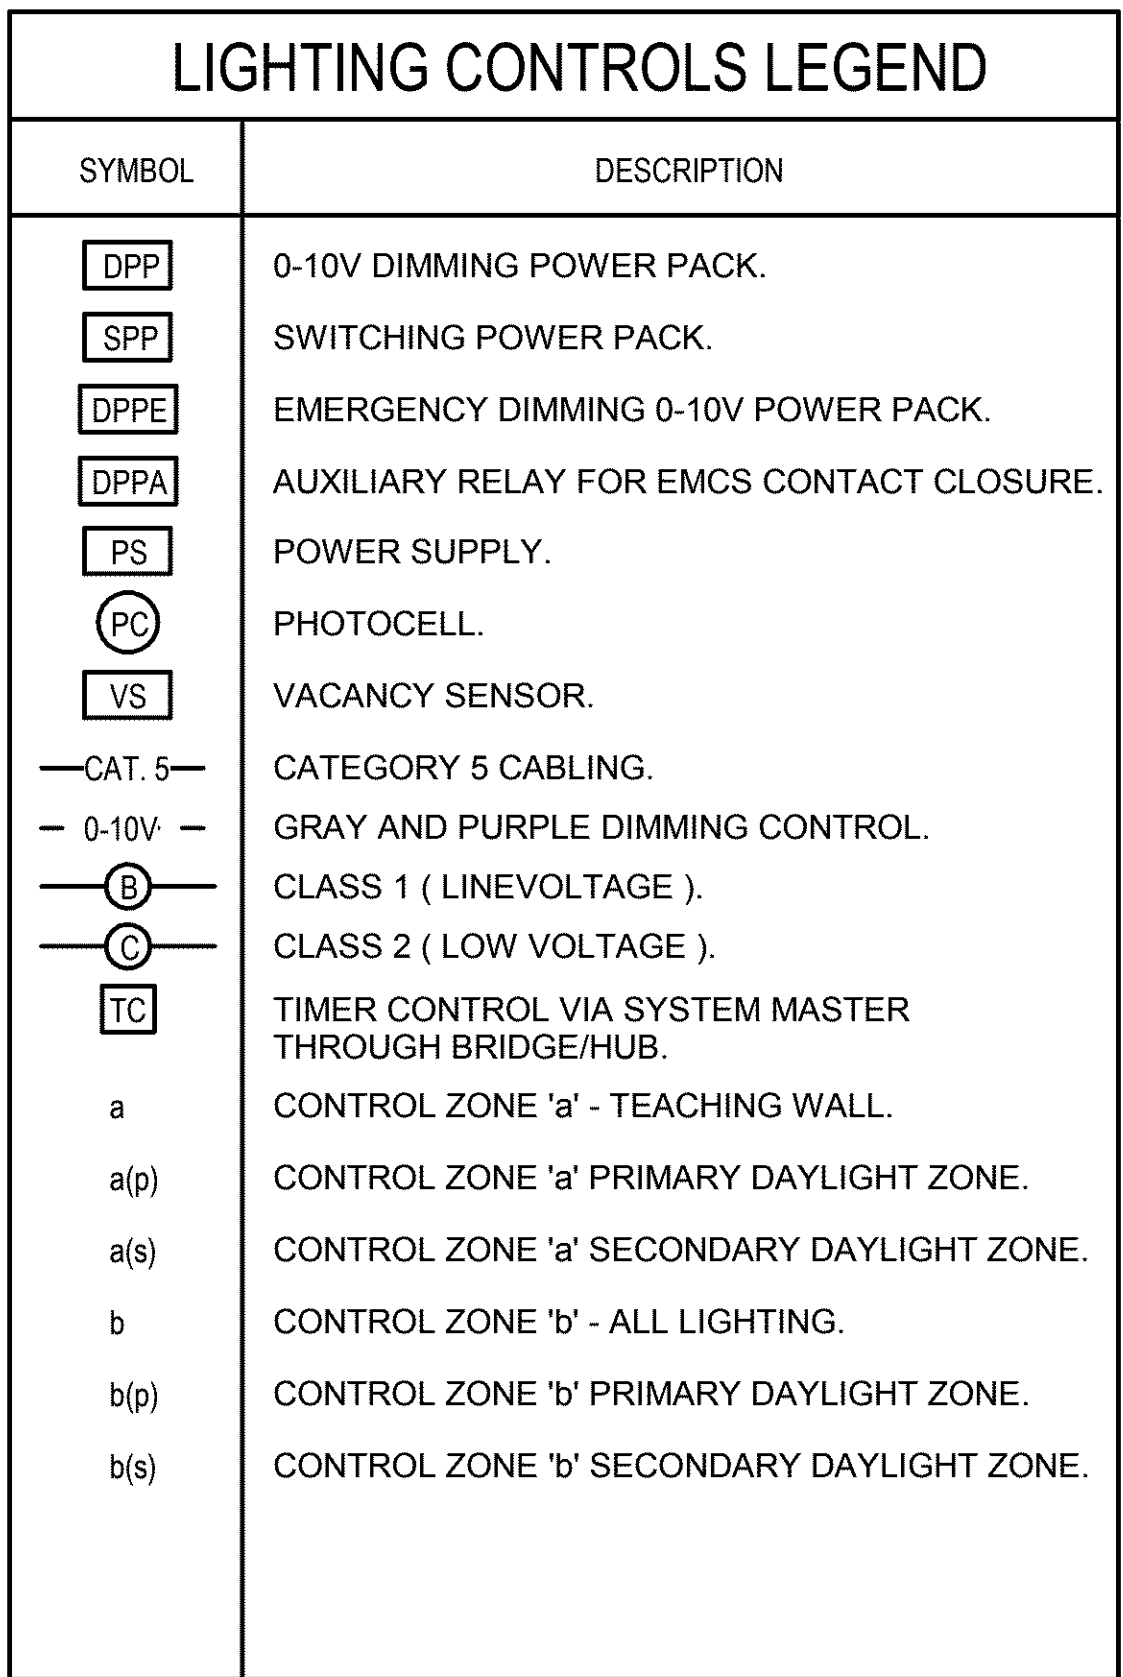 LIGHTING CONTROLS LEGEND
SYMBOL DESCRIPTION
DPP 0-10V DIMMING POWER PACK.
SPP SWITCHING POWER PACK.
DPPE EMERGENCY DIMMING 0-10V POWER PACK.
DPPA AUXILIARY RELAY FOR EMCS CONTACT CLOSURE.
PS POWER SUPPLY.
PC PHOTOCELL.
VS VACANCY SENSOR.
CAT. 5 CATEGORY 5 CABLING.
0-10V GRAY AND PURPLE DIMMING CONTROL.
B CLASS 1 ( LINEVOLTAGE ).
C CLASS 2 ( LOW VOLTAGE ).
TC TIMER CONTROL VIA SYSTEM MASTER
THROUGH BRIDGE/HUB.
a CONTROL ZONE 'a' - TEACHING WALL.
a(p) CONTROL ZONE 'a' PRIMARY DAYLIGHT ZONE.
a(s) CONTROL ZONE 'a' SECONDARY DAYLIGHT ZONE.
b CONTROL ZONE 'b' - ALL LIGHTING.
b(p) CONTROL ZONE 'b' PRIMARY DAYLIGHT ZONE.
b(s) CONTROL ZONE 'b' SECONDARY DAYLIGHT ZONE.